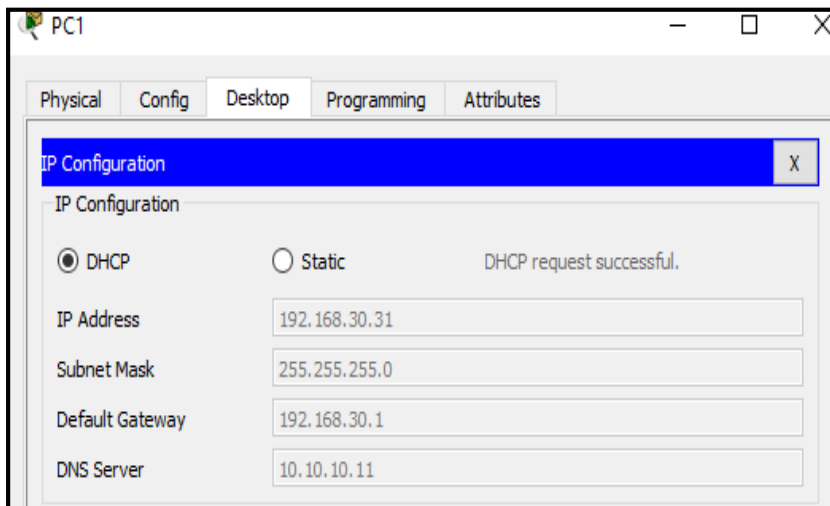 PC1
Physical Config Desktop Programming Attributes
IP Configuration X
IP Configuration
DHCP Static DHCP request successful.
IP Address 192.168.30.31
Subnet Mask 255.255.255.0
Default Gateway 192.168.30.1
DNS Server 10.10.10.11